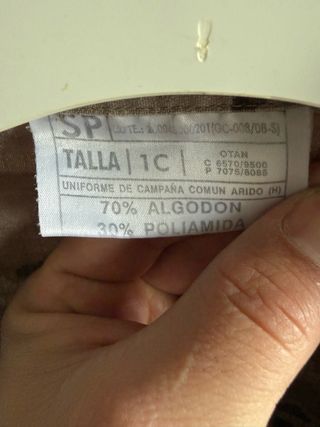 SP
TALLA 1C OTAN
C 6570/9500
P 7075/8085
UNIFORME DE CAMPAÑA COMUN ARIDO (H)
70% ALGODON
30% POLIAMIDA